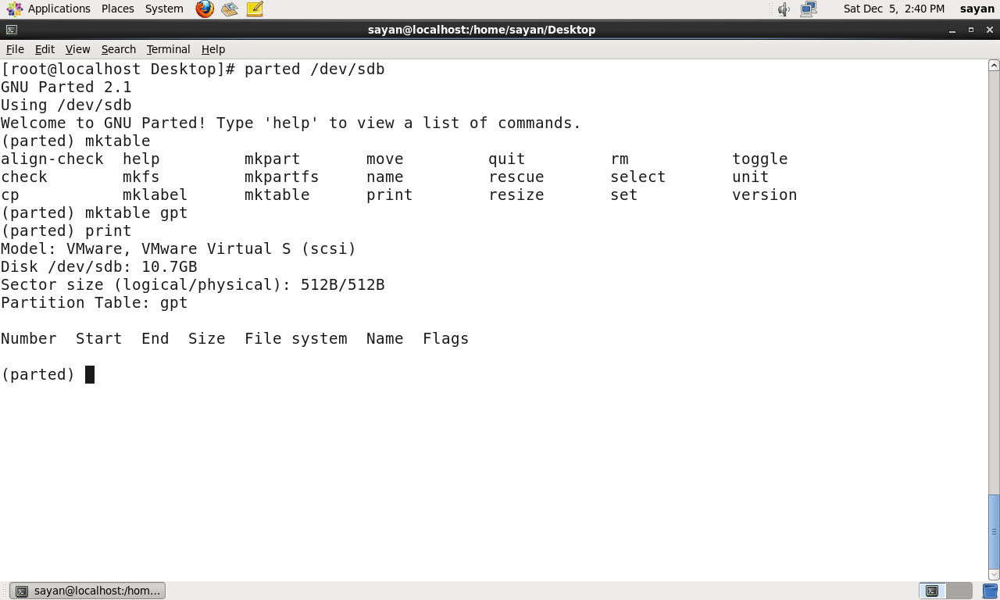 Applications Places System Sat Dec 5, 2:40 PM sayan
sayan@localhost:/home/sayan/Desktop
File Edit View Search Terminal Help
[root@localhost Desktop]# parted /dev/sdb
GNU Parted 2.1
Using /dev/sdb
Welcome to GNU Parted! Type 'help' to view a list of commands.
(parted) mktable
align-check  help         mkpart       move         quit         rm           toggle
check        mkfs         mkpartfs     name         rescue       select       unit
cp           mklabel      mktable      print        resize       set          version
(parted) mktable gpt
(parted) print
Model: VMware, VMware Virtual S (scsi)
Disk /dev/sdb: 10.7GB
Sector size (logical/physical): 512B/512B
Partition Table: gpt
Number  Start  End  Size  File system  Name  Flags
(parted)
sayan@localhost:/hom...